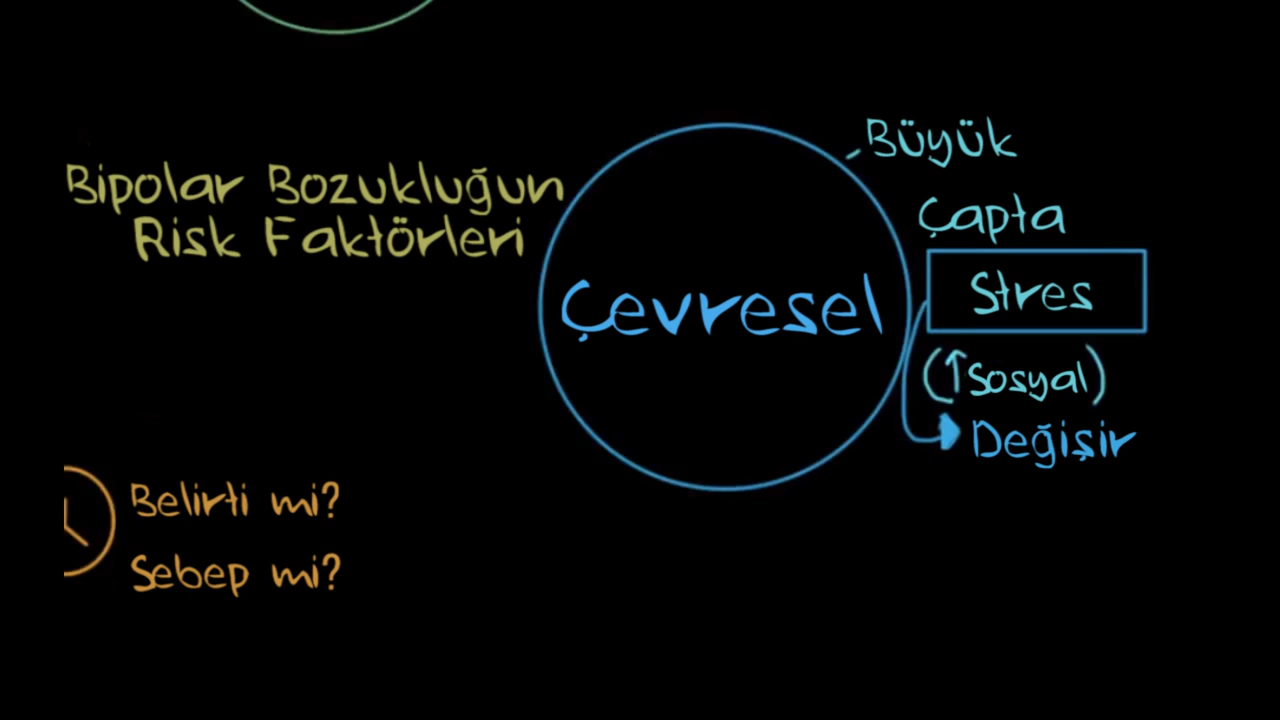 Bipolar Bozukluğun
Risk Faktörleri
Çevresel
- Büyük
Çapta
Stres
(↑Sosyal)
Değişir
Belirti mi?
Sebep mi?